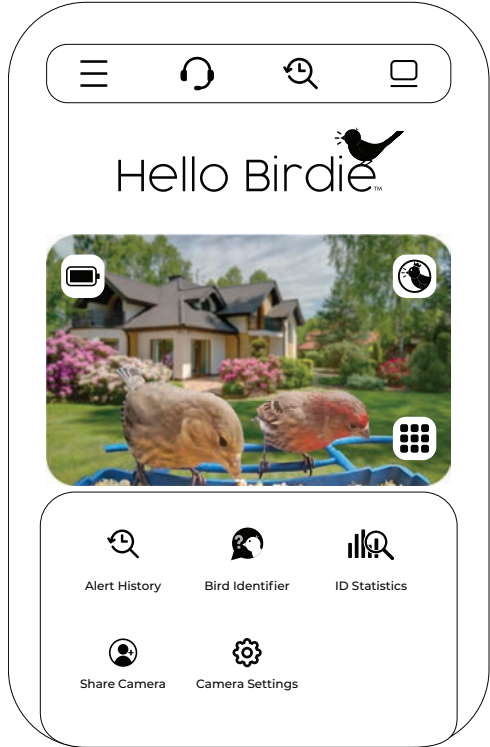 Hello Birdie™
Alert History
Bird Identifier
ID Statistics
Share Camera
Camera Settings